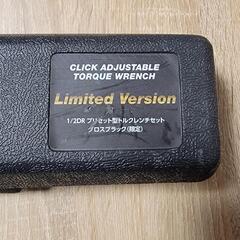 CLICK ADJUSTABLE
TORQUE WRENCH
Limited Version
1/2DR プリセット型トルクレンチセット
グロスブラック(限定)